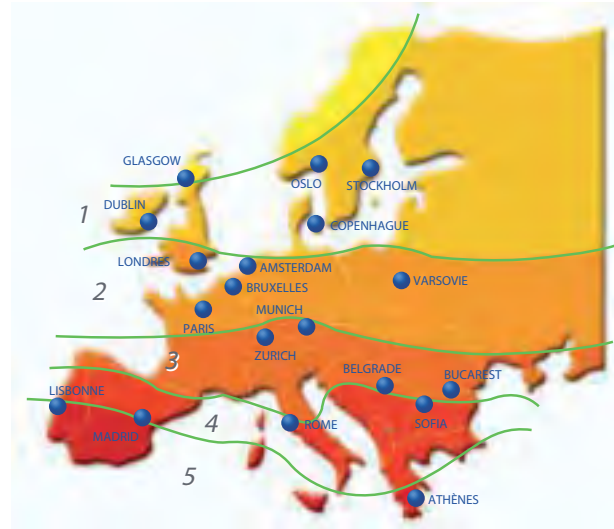 GLASGOW
OSLO
STOCKHOLM
1
DUBLIN
COPENHAGUE
LONDRES
AMSTERDAM
2
BRUXELLES
VARSOVIE
PARIS
MUNICH
ZURICH
3
BELGRADE
BUCAREST
LISBONNE
4
MADRID
ROME
SOFIA
5
ATHÈNES